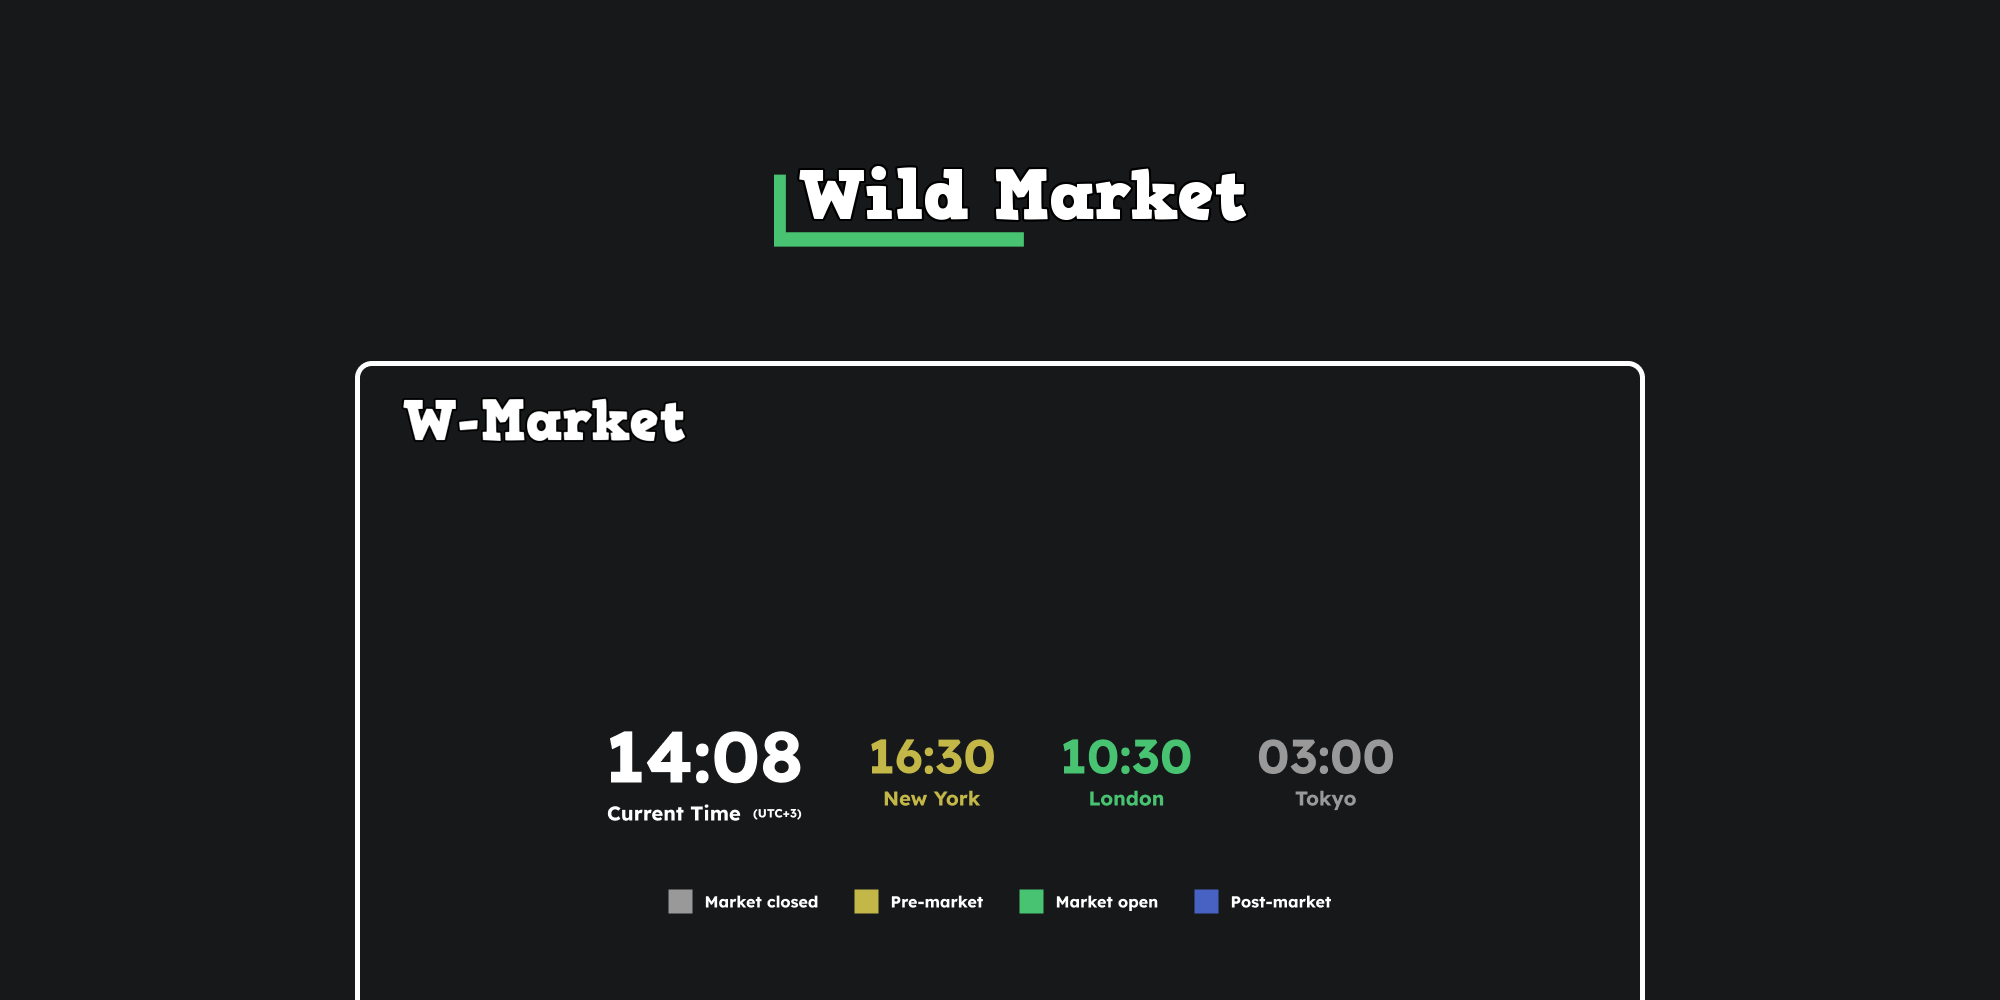 Wild Market
W-Market
14:08 16:30 10:30 03:00
Current Time (UTC+3) New York London Tokyo
Market closed Pre-market Market open Post-market